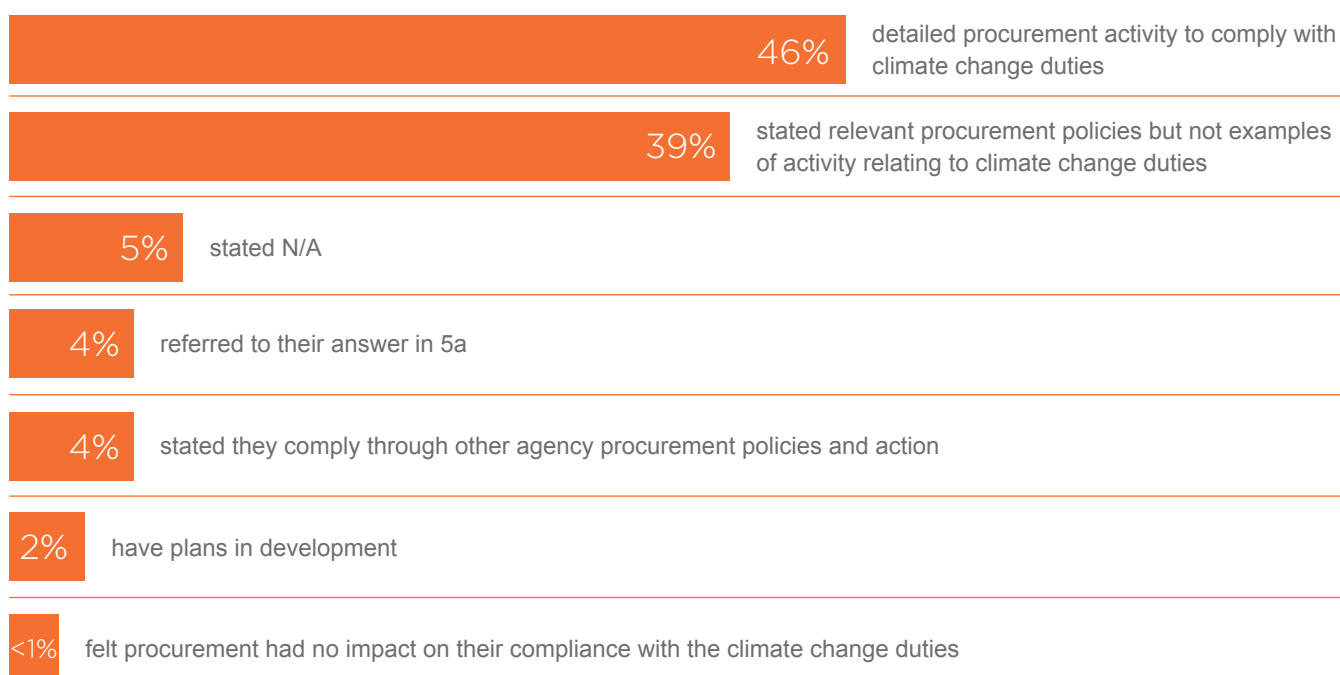 46%
detailed procurement activity to comply with
climate change duties
39%
stated relevant procurement policies but not examples
of activity relating to climate change duties
5%
stated N/A
4%
referred to their answer in 5a
4%
stated they comply through other agency procurement policies and action
2%
have plans in development
<1%
felt procurement had no impact on their compliance with the climate change duties